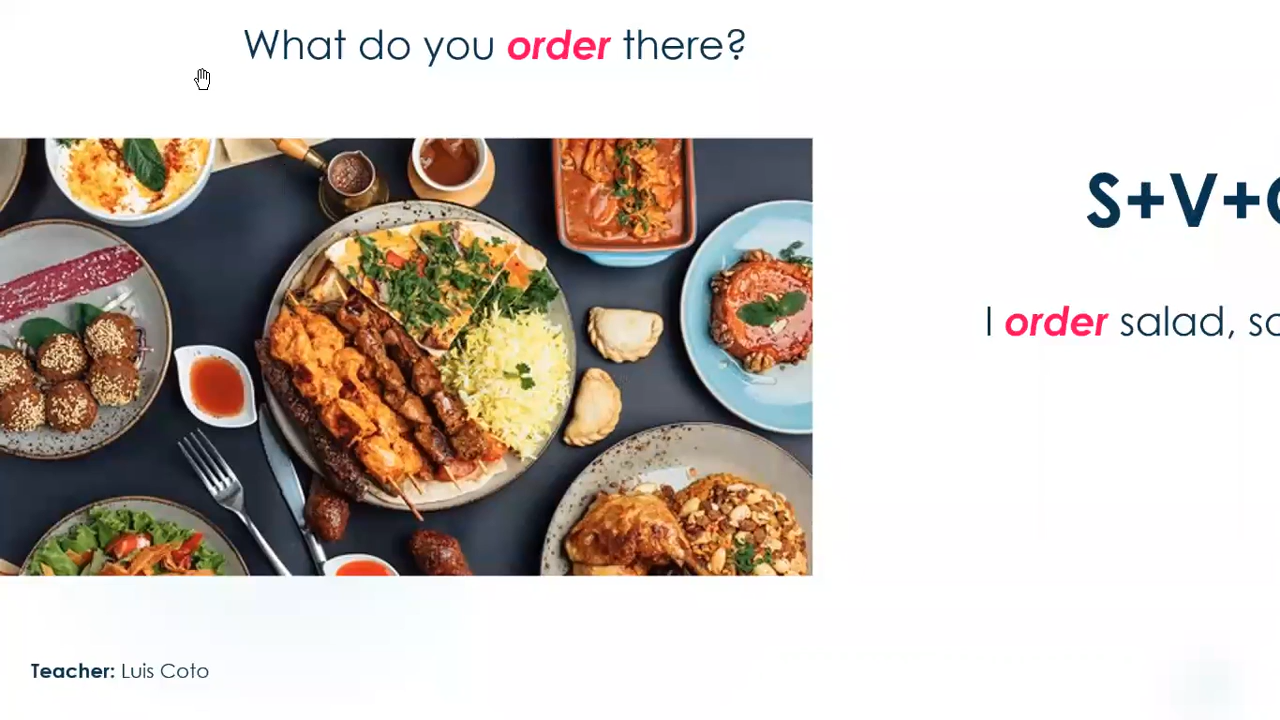 What do you order there?
S+V+
I order salad,
Teacher: Luis Coto